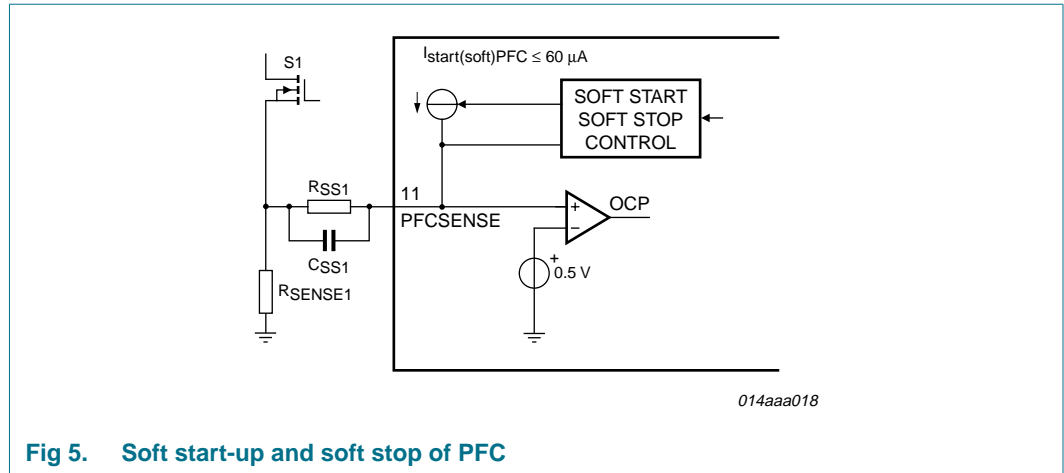 Istart(soft)PFC ≤ 60 μA
S1
SOFT START
SOFT STOP
CONTROL
RSS1
11
PFCSENSE
OCP
CSS1
+
−
+
0.5 V
RSENSE1
014aaa018
Fig 5. Soft start-up and soft stop of PFC